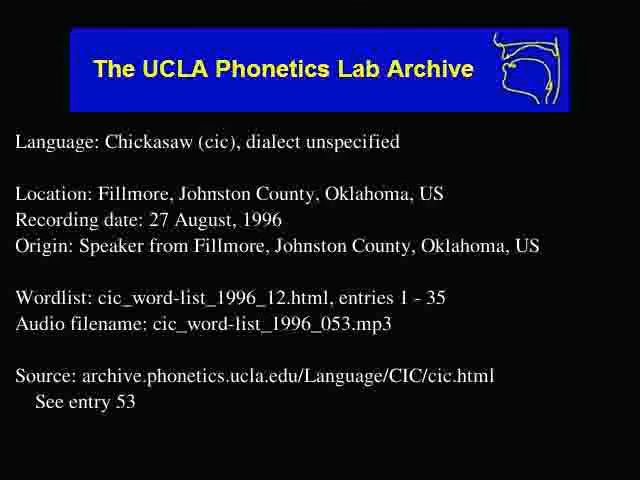 The UCLA Phonetics Lab Archive
Language: Chickasaw (cic), dialect unspecified
Location: Fillmore, Johnston County, Oklahoma, US
Recording date: 27 August, 1996
Origin: Speaker from Fillmore, Johnston County, Oklahoma, US
Wordlist: cic_word-list_1996_12.html, entries 1 - 35
Audio filename: cic_word-list_1996_053.mp3
Source: archive.phonetics.ucla.edu/Language/CIC/cic.html
See entry 53